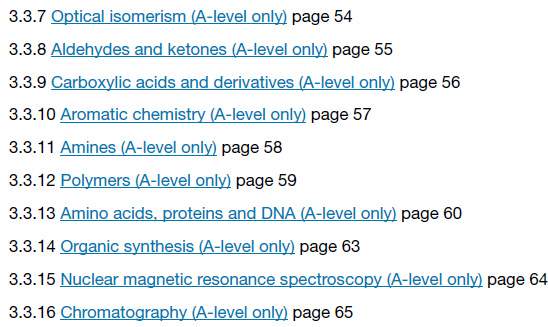 3.3.7 Optical isomerism (A-level only) page 54
3.3.8 Aldehydes and ketones (A-level only) page 55
3.3.9 Carboxylic acids and derivatives (A-level only) page 56
3.3.10 Aromatic chemistry (A-level only) page 57
3.3.11 Amines (A-level only) page 58
3.3.12 Polymers (A-level only) page 59
3.3.13 Amino acids, proteins and DNA (A-level only) page 60
3.3.14 Organic synthesis (A-level only) page 63
3.3.15 Nuclear magnetic resonance spectroscopy (A-level only) page 64
3.3.16 Chromatography (A-level only) page 65